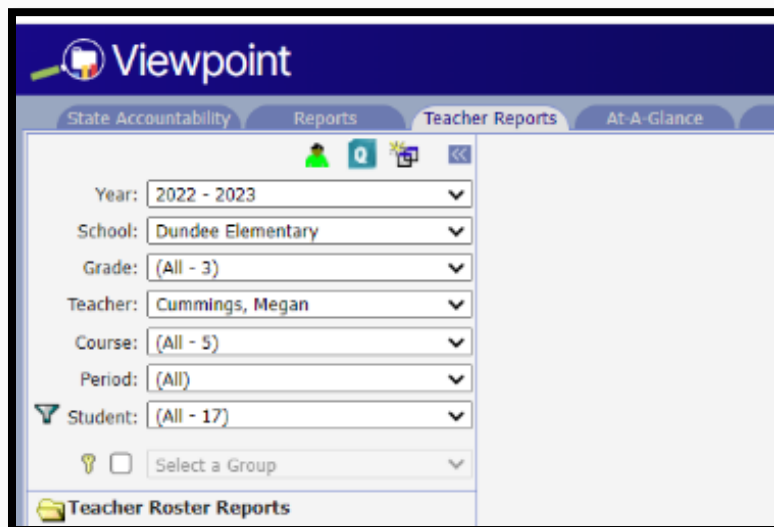 Viewpoint
State Accountability Reports Teacher Reports At-A-Glance
Q
Year: 2022 - 2023
School: Dundee Elementary
Grade: (All - 3)
Teacher: Cummings, Megan
Course: (All - 5)
Period: (All)
Student: (All - 17)
Select a Group
Teacher Roster Reports